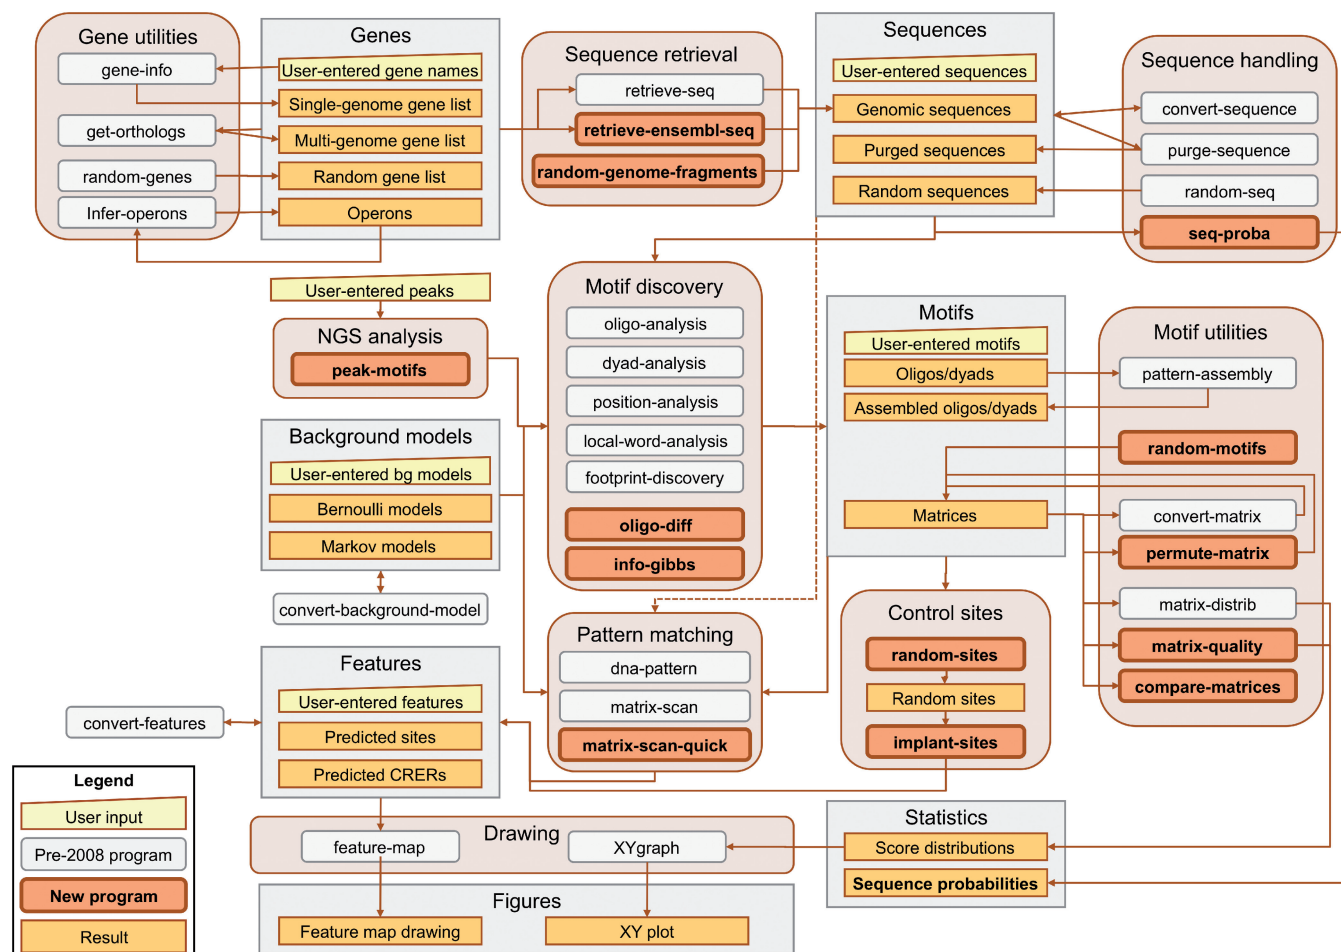 Gene utilities
gene-info
get-orthologs
random-genes
Infer-operons
Genes
User-entered gene names
Single-genome gene list
Multi-genome gene list
Random gene list
Operons
Sequence retrieval
retrieve-seq
retrieve-ensembl-seq
random-genome-fragments
Sequences
User-entered sequences
Genomic sequences
Purged sequences
Random sequences
Sequence handling
convert-sequence
purge-sequence
random-seq
seq-proba
User-entered peaks
NGS analysis
peak-motifs
Motif discovery
oligo-analysis
dyad-analysis
position-analysis
local-word-analysis
footprint-discovery
oligo-diff
info-gibbs
Motifs
User-entered motifs
Oligos/dyads
Assembled oligos/dyads
Matrices
Motif utilities
pattern-assembly
random-motifs
convert-matrix
permute-matrix
matrix-distrib
matrix-quality
compare-matrices
Background models
User-entered bg models
Bernoulli models
Markov models
convert-background-model
Pattern matching
dna-pattern
matrix-scan
matrix-scan-quick
Control sites
random-sites
Random sites
implant-sites
Features
User-entered features
Predicted sites
Predicted CRERs
convert-features
Legend
User input
Pre-2008 program
New program
Result
Drawing
feature-map
XYgraph
Statistics
Score distributions
Sequence probabilities
Figures
Feature map drawing
XY plot